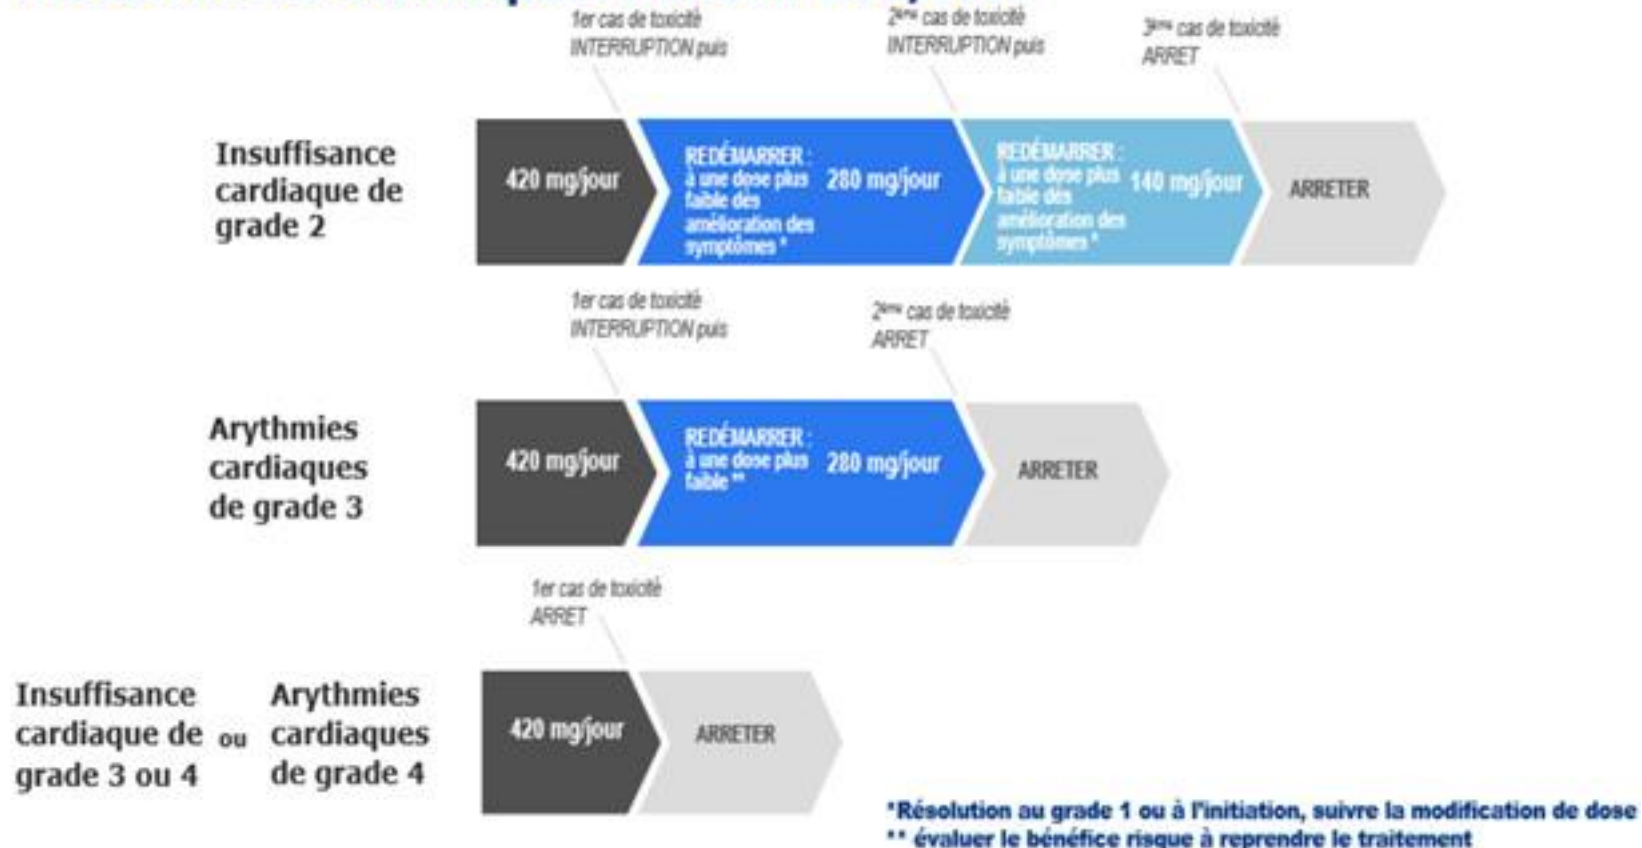 1er cas de toxicité
INTERRUPTION puis
2ème cas de toxicité
INTERRUPTION puis
3ème cas de toxicité
ARRET
Insuffisance
cardiaque de
grade 2
420 mg/jour
REDÉMARRER :
à une dose plus
faible dès
amélioration des
symptômes *
280 mg/jour
REDÉMARRER :
à une dose plus
faible dès
amélioration des
symptômes *
140 mg/jour
ARRETER
1er cas de toxicité
INTERRUPTION puis
2ème cas de toxicité
ARRET
Arythmies
cardiaques
de grade 3
420 mg/jour
REDÉMARRER :
à une dose plus
faible **
280 mg/jour
ARRETER
1er cas de toxicité
ARRET
Insuffisance
cardiaque de
grade 3 ou 4
ou
Arythmies
cardiaques
de grade 4
420 mg/jour
ARRETER
*Résolution au grade 1 ou à l'initiation, suivre la modification de dose
** évaluer le bénéfice risque à reprendre le traitement